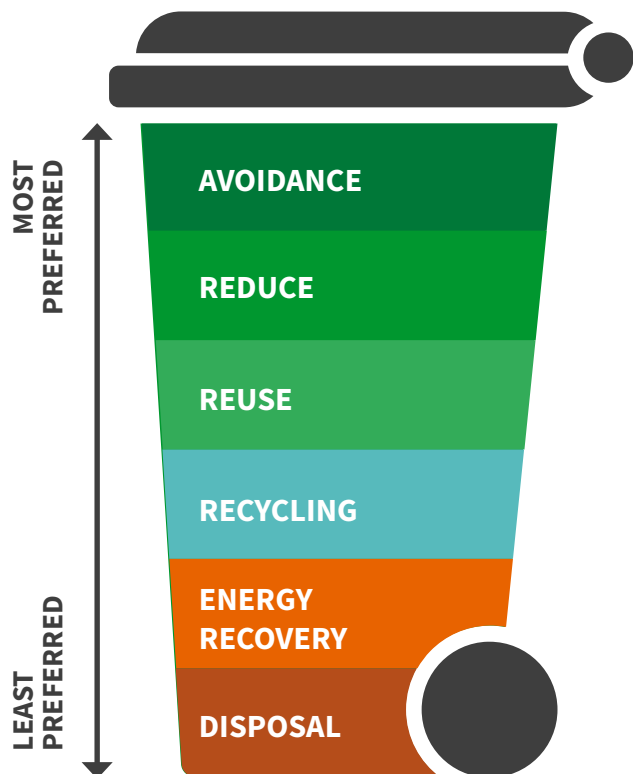 MOST
PREFERRED
AVOIDANCE
REDUCE
REUSE
RECYCLING
ENERGY
RECOVERY
DISPOSAL
LEAST
PREFERRED